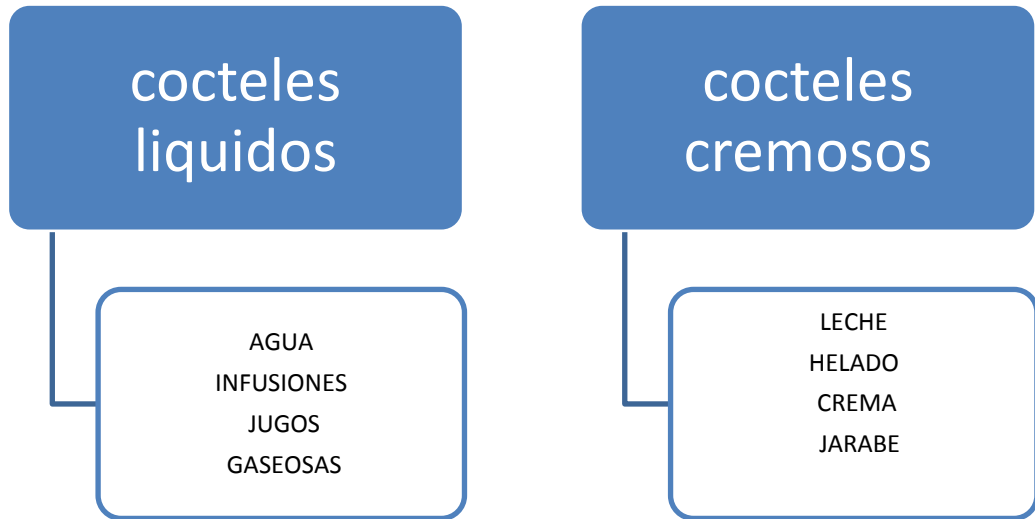 cocteles
liquidos
AGUA
INFUSIONES
JUGOS
GASEOSAS
cocteles
cremosos
LECHE
HELADO
CREMA
JARABE